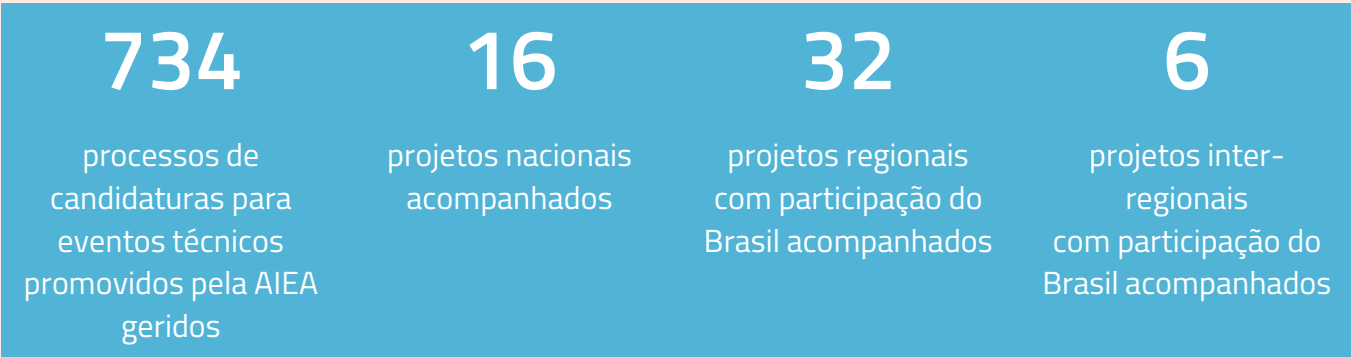 734
processos de
candidaturas para
eventos técnicos
promovidos pela AIEA
geridos
16
projetos nacionais
acompanhados
32
projetos regionais
com participação do
Brasil acompanhados
6
projetos inter-
regionais
com participação do
Brasil acompanhados